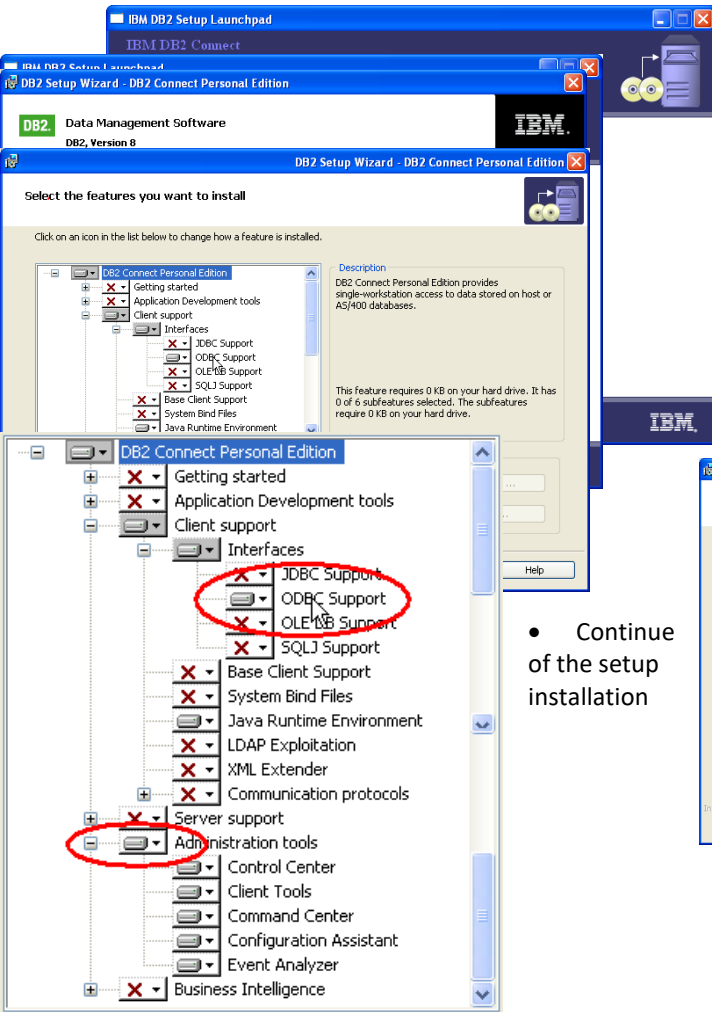 IBM DB2 Setup Launchpad
IBM DB2 Connect
IBM DB2 Setup Launchpad
DB2 Setup Wizard - DB2 Connect Personal Edition
DB2. Data Management Software
DB2, Version 8
IBM.
DB2 Setup Wizard - DB2 Connect Personal Edition
Select the features you want to install
Click on an icon in the list below to change how a feature is installed.
DB2 Connect Personal Edition
Getting started
Application Development tools
Client support
Interfaces
JDBC Support
ODBC Support
OLE DB Support
SQLJ Support
Base Client Support
System Bind Files
Java Runtime Environment
Description
DB2 Connect Personal Edition provides
single-workstation access to data stored on host or
AS/400 databases.
This feature requires 0 KB on your hard drive. It has
0 of 6 subfeatures selected. The subfeatures
require 0 KB on your hard drive.
IBM.
...
Help
DB2 Connect Personal Edition
Getting started
Application Development tools
Client support
Interfaces
JDBC Support
ODBC Support
OLE DB Support
SQLJ Support
Base Client Support
System Bind Files
Java Runtime Environment
LDAP Exploitation
XML Extender
Communication protocols
Server support
Administration tools
Control Center
Client Tools
Command Center
Configuration Assistant
Event Analyzer
Business Intelligence
• Continue
of the setup
installation